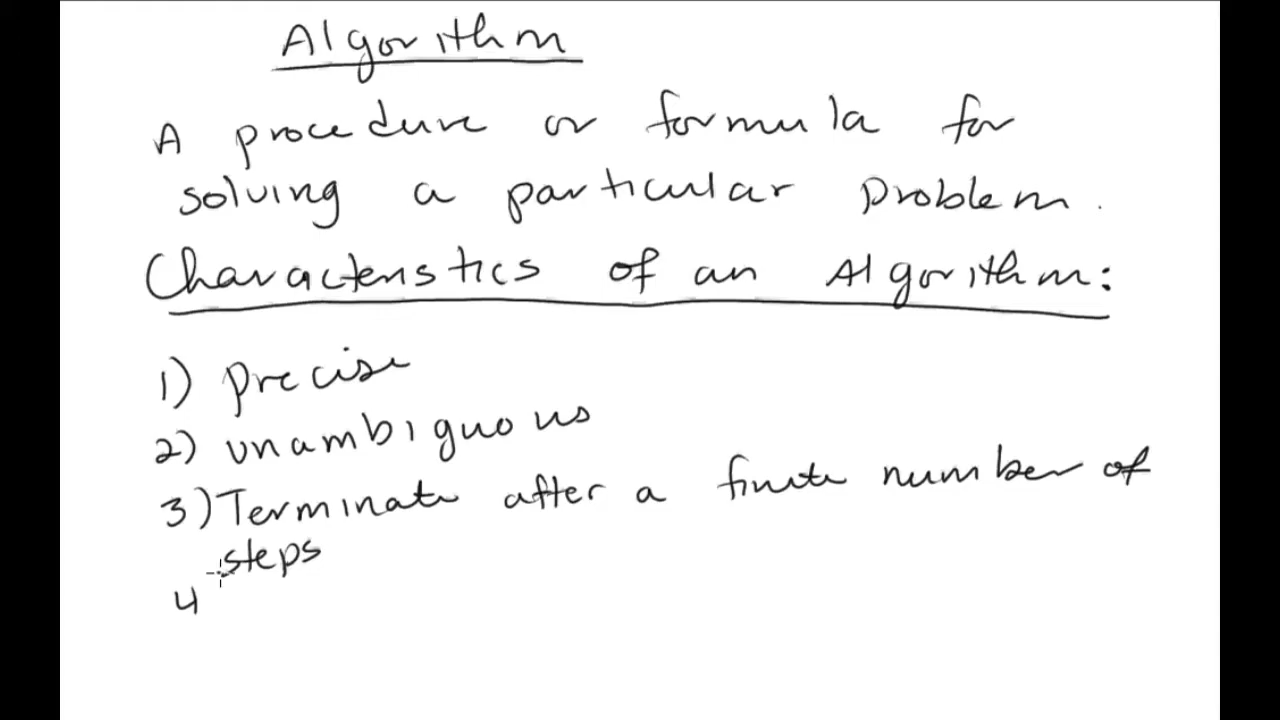 Algorithm
A procedure or formula for
solving a particular problem.
Characteristics of an Algorithm:
1) precise
2) unambiguous
3) Terminate after a finite number of
steps
4